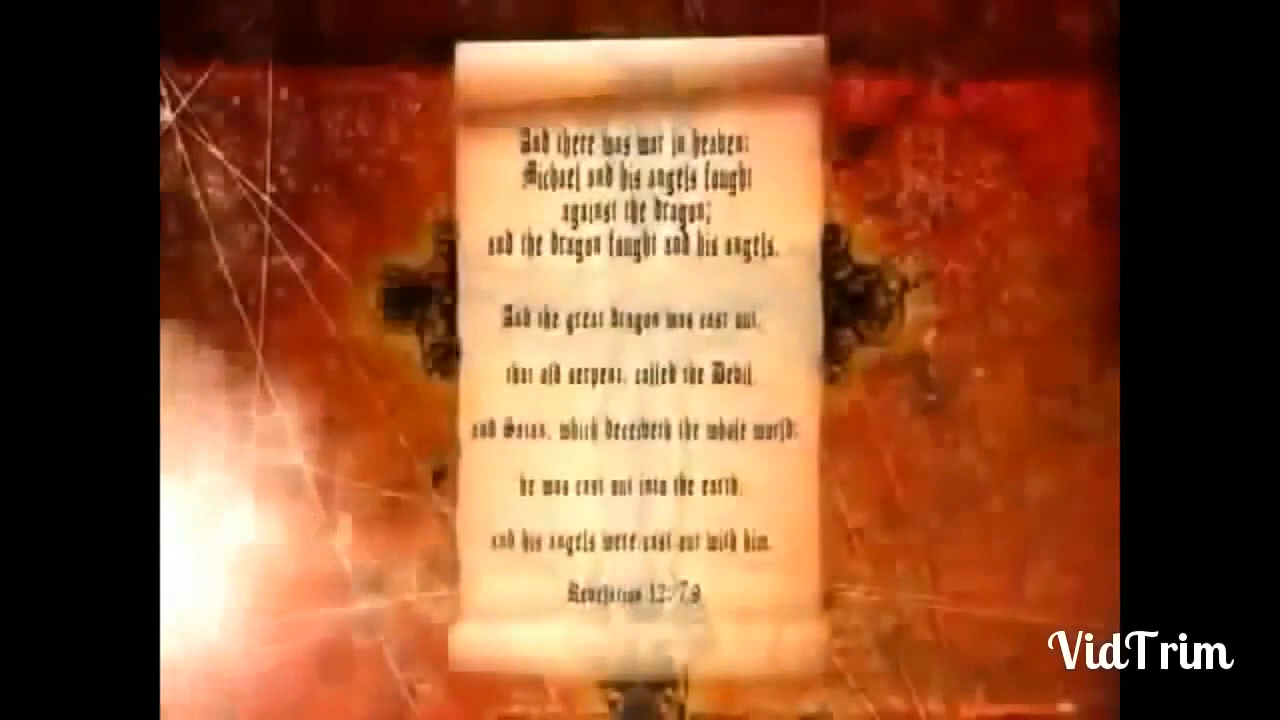 And there was war in heaven:
Michael and his angels fought
against the dragon;
and the dragon fought and his angels.
And the great dragon was cast out,
that old serpent, called the Devil,
and Satan, which deceiveth the whole world:
he was cast out into the earth,
and his angels were cast out with him.
Revelation 12: 7,9
VidTrim